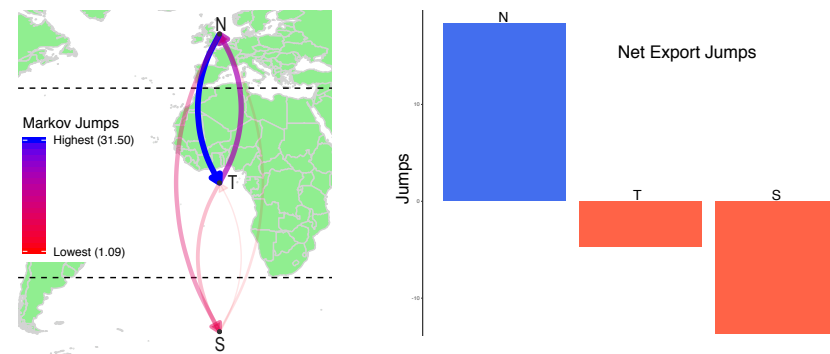 N
Markov Jumps
Highest (31.50)
Lowest (1.09)
T
S
N
Net Export Jumps
Jumps
10
0
-10
T
S